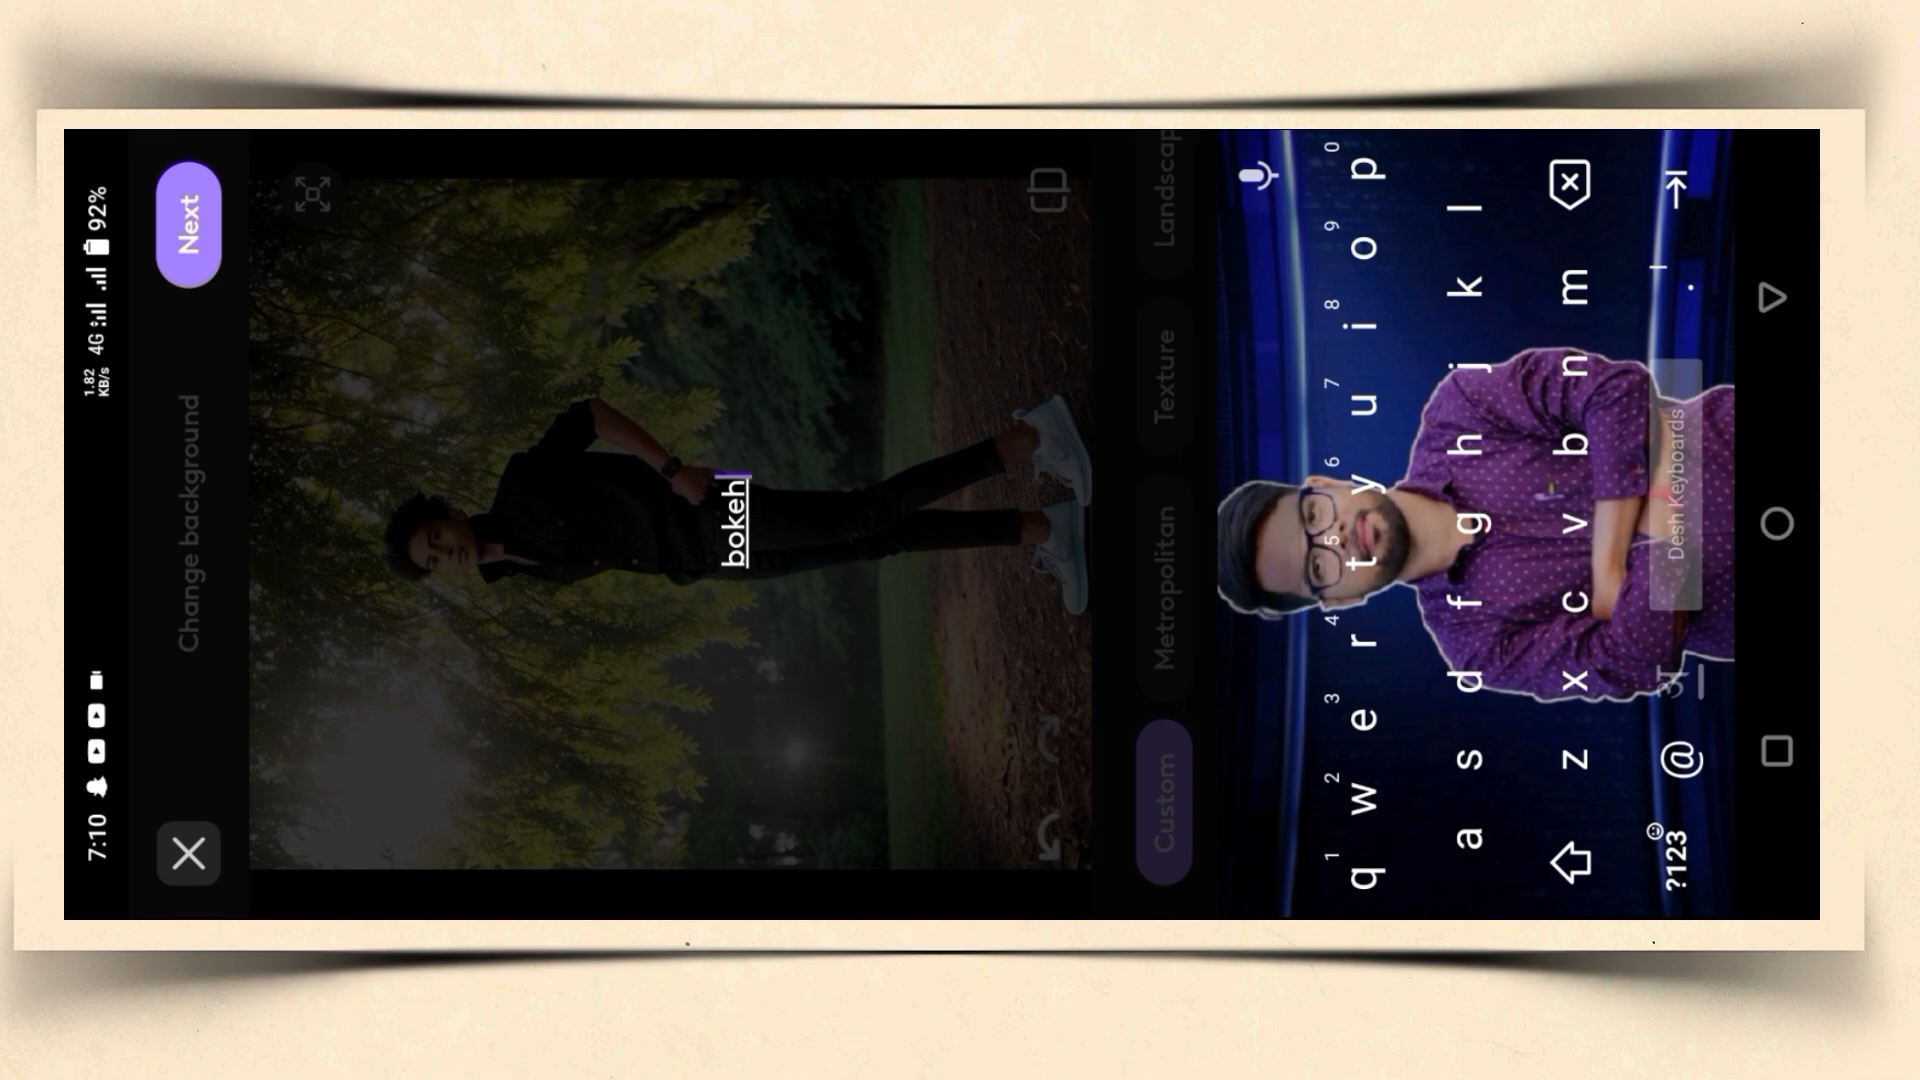 7:10
1.82
KB/s
4G
92%
Change background
Next
bokeh
Custom
Metropolitan
Texture
Landscap
1 2 3 4 5 6 7 8 9 0
q w e r t y u i o p
a s d f g h j k l
z x c v b n m
?123 @ अ Desh Keyboards .